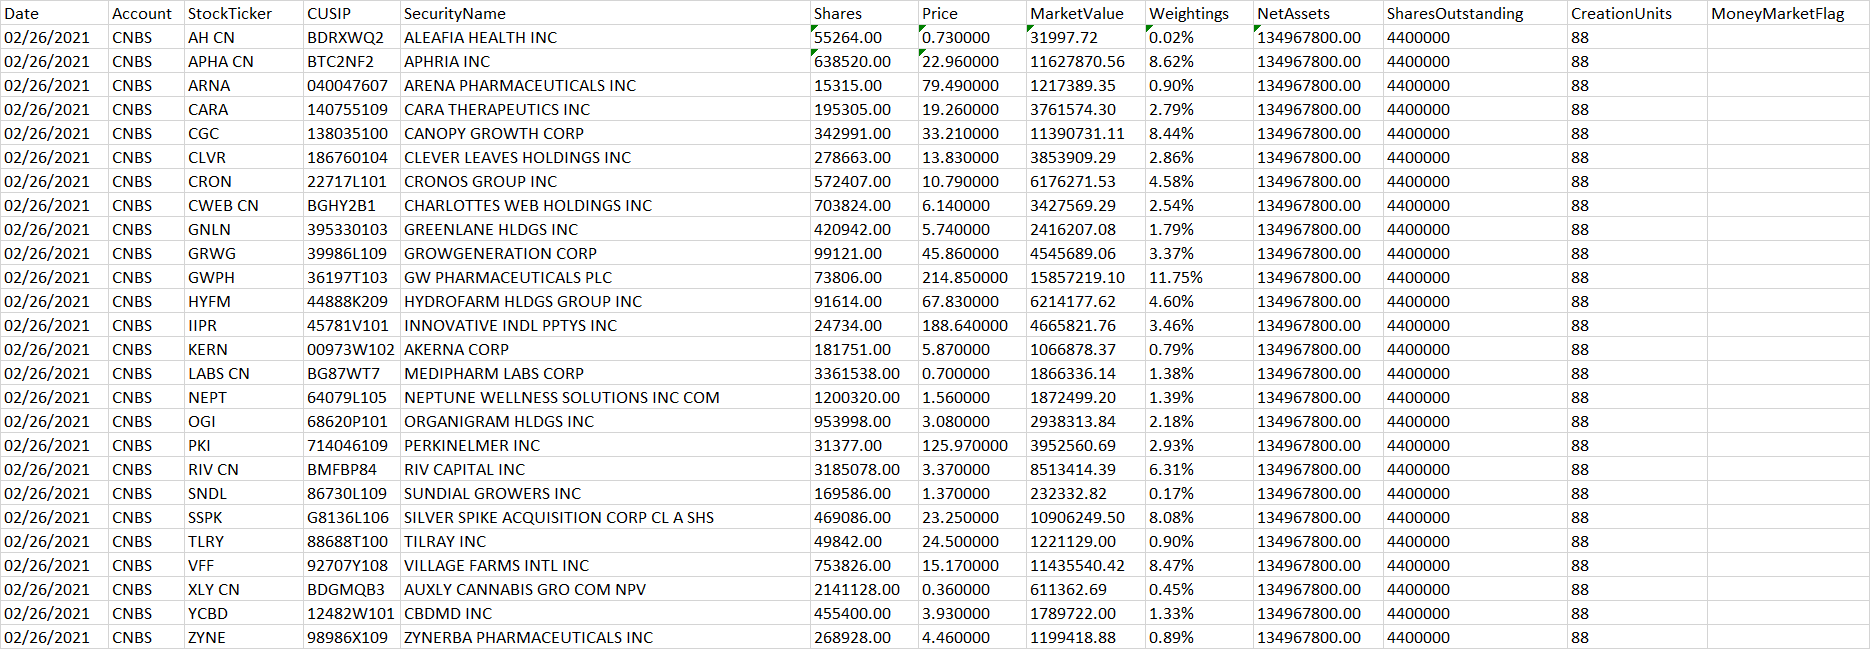 Date Account StockTicker CUSIP SecurityName Shares Price MarketValue Weightings NetAssets SharesOutstanding CreationUnits MoneyMarketFlag
02/26/2021 CNBS AH CN BDRXWQ2 ALEAFIA HEALTH INC 55264.00 0.730000 31997.72 0.02% 134967800.00 4400000 88
02/26/2021 CNBS APHA CN BTC2NF2 APHRIA INC 638520.00 22.960000 11627870.56 8.62% 134967800.00 4400000 88
02/26/2021 CNBS ARNA 040047607 ARENA PHARMACEUTICALS INC 15315.00 79.490000 1217389.35 0.90% 134967800.00 4400000 88
02/26/2021 CNBS CARA 140755109 CARA THERAPEUTICS INC 195305.00 19.260000 3761574.30 2.79% 134967800.00 4400000 88
02/26/2021 CNBS CGC 138035100 CANOPY GROWTH CORP 342991.00 33.210000 11390731.11 8.44% 134967800.00 4400000 88
02/26/2021 CNBS CLVR 186760104 CLEVER LEAVES HOLDINGS INC 278663.00 13.830000 3853909.29 2.86% 134967800.00 4400000 88
02/26/2021 CNBS CRON 22717L101 CRONOS GROUP INC 572407.00 10.790000 6176271.53 4.58% 134967800.00 4400000 88
02/26/2021 CNBS CWEB CN BGHY2B1 CHARLOTTES WEB HOLDINGS INC 703824.00 6.140000 3427569.29 2.54% 134967800.00 4400000 88
02/26/2021 CNBS GNLN 395330103 GREENLANE HLDGS INC 420942.00 5.740000 2416207.08 1.79% 134967800.00 4400000 88
02/26/2021 CNBS GRWG 39986L109 GROWGENERATION CORP 99121.00 45.860000 4545689.06 3.37% 134967800.00 4400000 88
02/26/2021 CNBS GWPH 36197T103 GW PHARMACEUTICALS PLC 73806.00 214.850000 15857219.10 11.75% 134967800.00 4400000 88
02/26/2021 CNBS HYFM 44888K209 HYDROFARM HLDGS GROUP INC 91614.00 67.830000 6214177.62 4.60% 134967800.00 4400000 88
02/26/2021 CNBS IIPR 45781V101 INNOVATIVE INDL PPTYS INC 24734.00 188.640000 4665821.76 3.46% 134967800.00 4400000 88
02/26/2021 CNBS KERN 00973W102 AKERNA CORP 181751.00 5.870000 1066878.37 0.79% 134967800.00 4400000 88
02/26/2021 CNBS LABS CN BG87WT7 MEDIPHARM LABS CORP 3361538.00 0.700000 1866336.14 1.38% 134967800.00 4400000 88
02/26/2021 CNBS NEPT 64079L105 NEPTUNE WELLNESS SOLUTIONS INC COM 1200320.00 1.560000 1872499.20 1.39% 134967800.00 4400000 88
02/26/2021 CNBS OGI 68620P101 ORGANIGRAM HLDGS INC 953998.00 3.080000 2938313.84 2.18% 134967800.00 4400000 88
02/26/2021 CNBS PKI 714046109 PERKINELMER INC 31377.00 125.970000 3952560.69 2.93% 134967800.00 4400000 88
02/26/2021 CNBS RIV CN BMFBP84 RIV CAPITAL INC 3185078.00 3.370000 8513414.39 6.31% 134967800.00 4400000 88
02/26/2021 CNBS SNDL 86730L109 SUNDIAL GROWERS INC 169586.00 1.370000 232332.82 0.17% 134967800.00 4400000 88
02/26/2021 CNBS SSPK G8136L106 SILVER SPIKE ACQUISITION CORP CL A SHS 469086.00 23.250000 10906249.50 8.08% 134967800.00 4400000 88
02/26/2021 CNBS TLRY 88688T100 TILRAY INC 49842.00 24.500000 1221129.00 0.90% 134967800.00 4400000 88
02/26/2021 CNBS VFF 92707Y108 VILLAGE FARMS INTL INC 753826.00 15.170000 11435540.42 8.47% 134967800.00 4400000 88
02/26/2021 CNBS XLY CN BDGMQB3 AUXLY CANNABIS GRO COM NPV 2141128.00 0.360000 611362.69 0.45% 134967800.00 4400000 88
02/26/2021 CNBS YCBD 12482W101 CBDMD INC 455400.00 3.930000 1789722.00 1.33% 134967800.00 4400000 88
02/26/2021 CNBS ZYNE 98986X109 ZYNERBA PHARMACEUTICALS INC 268928.00 4.460000 1199418.88 0.89% 134967800.00 4400000 88